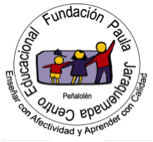 Centro Educacional Fundación Paula Jaraquemada
Peñalolén
Enseñar con Afectividad y Aprender con Calidad